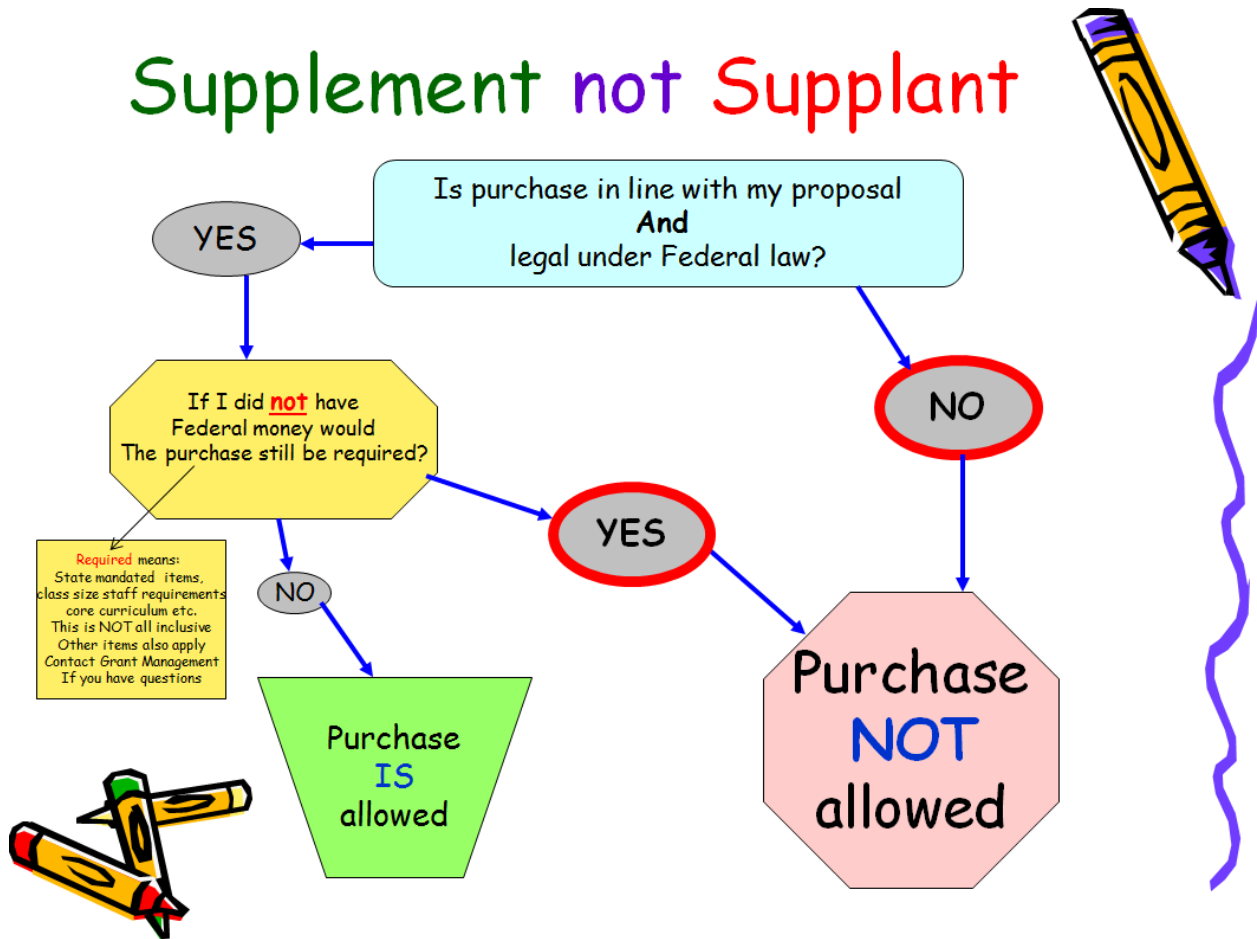 Supplement not Supplant
Is purchase in line with my proposal
And
legal under Federal law?
YES
If I did not have
Federal money would
The purchase still be required?
NO
YES
Required means:
State mandated items,
class size staff requirements
core curriculum etc.
This is NOT all inclusive
Other items also apply
Contact Grant Management
If you have questions
NO
Purchase
IS
allowed
Purchase
NOT
allowed